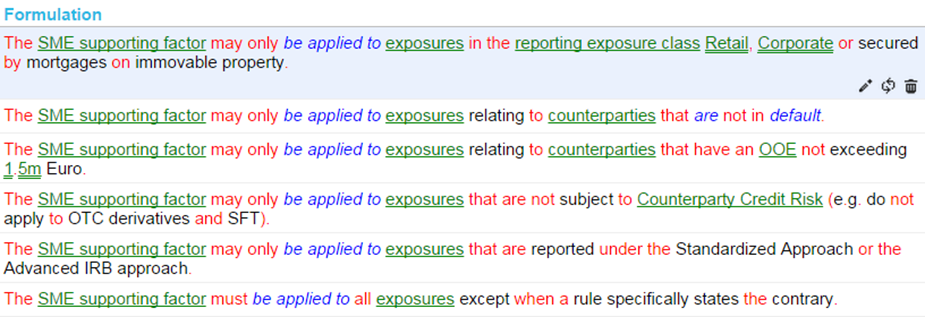 Formulation
The SME supporting factor may only be applied to exposures in the reporting exposure class Retail, Corporate or secured
by mortgages on immovable property.
The SME supporting factor may only be applied to exposures relating to counterparties that are not in default.
The SME supporting factor may only be applied to exposures relating to counterparties that have an OOE not exceeding
1.5m Euro.
The SME supporting factor may only be applied to exposures that are not subject to Counterparty Credit Risk (e.g. do not
apply to OTC derivatives and SFT).
The SME supporting factor may only be applied to exposures that are reported under the Standardized Approach or the
Advanced IRB approach.
The SME supporting factor must be applied to all exposures except when a rule specifically states the contrary.